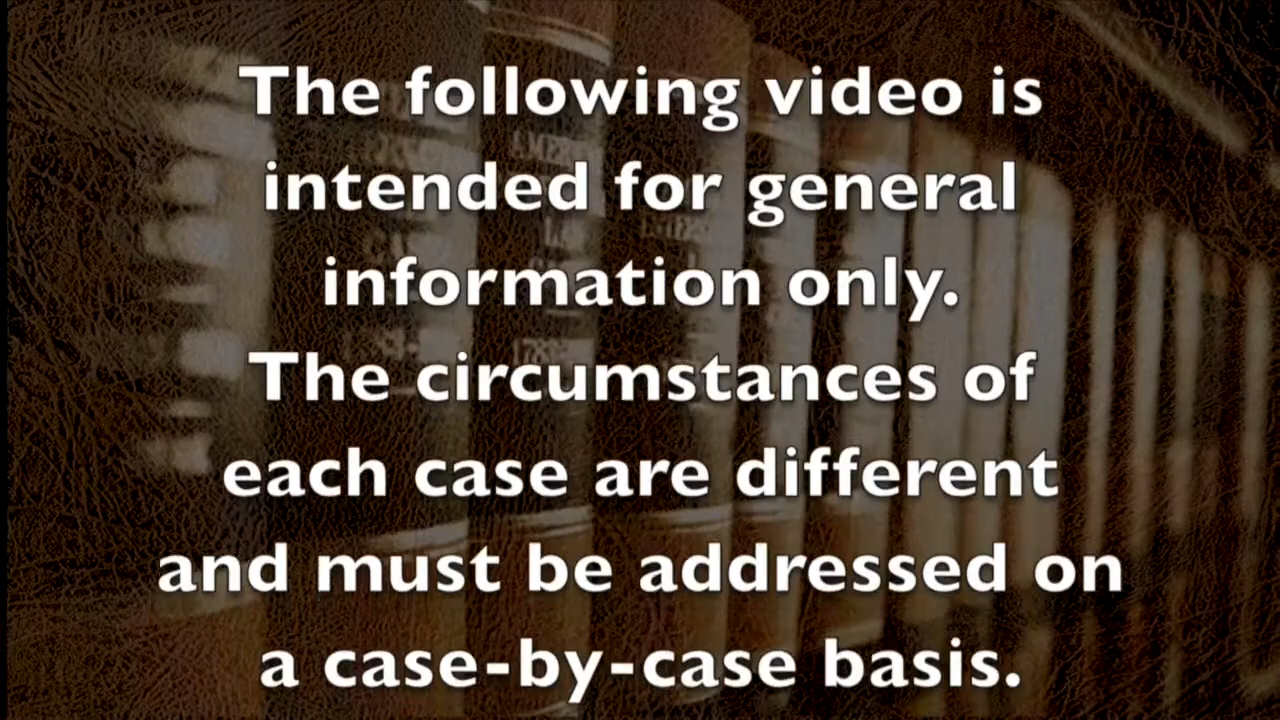 The following video is
intended for general
information only.
The circumstances of
each case are different
and must be addressed on
a case-by-case basis.